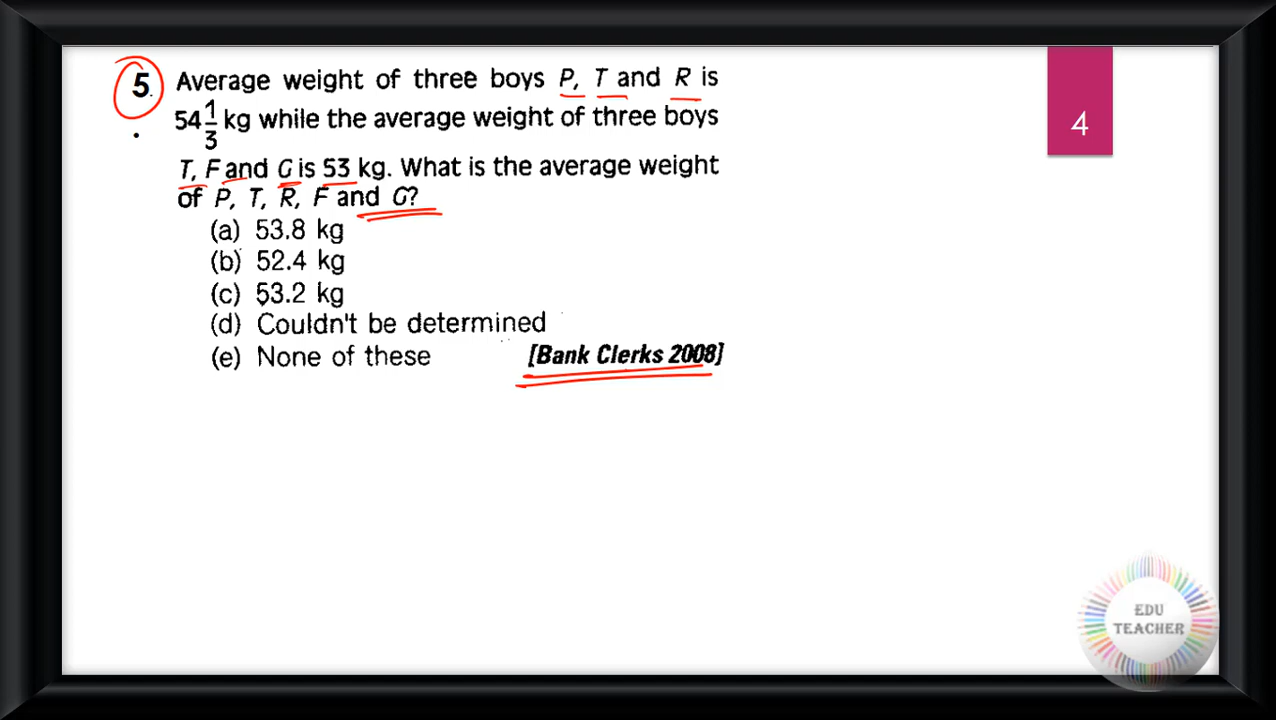 5. Average weight of three boys P, T and R is
54 1/3 kg while the average weight of three boys
T, F and G is 53 kg. What is the average weight
of P, T, R, F and G?
(a) 53.8 kg
(b) 52.4 kg
(c) 53.2 kg
(d) Couldn't be determined
(e) None of these [Bank Clerks 2008]
4
EDU
TEACHER